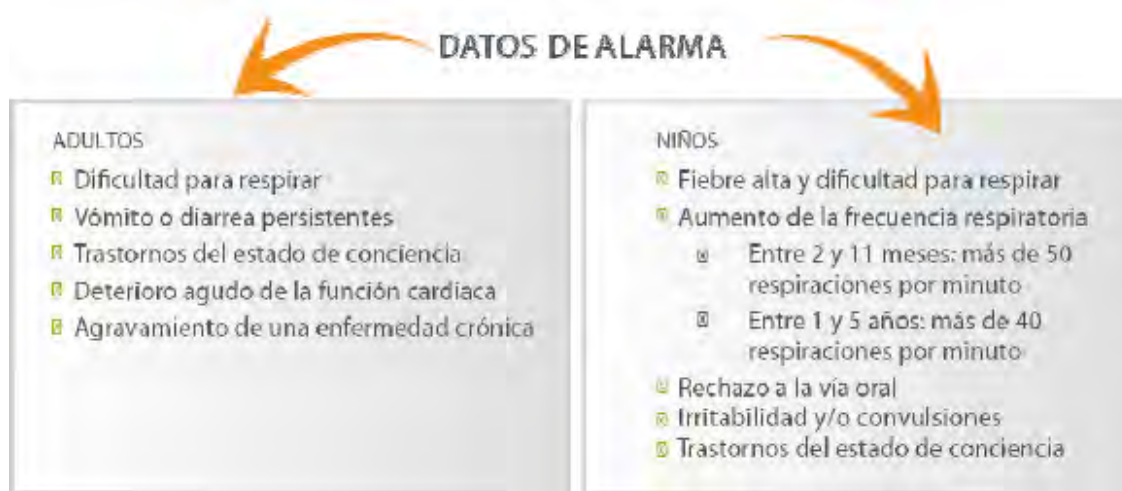 DATOS DE ALARMA
ADULTOS
Dificultad para respirar
Vómito o diarrea persistentes
Trastornos del estado de conciencia
Deterioro agudo de la función cardiaca
Agravamiento de una enfermedad crónica
NIÑOS
Fiebre alta y dificultad para respirar
Aumento de la frecuencia respiratoria
Entre 2 y 11 meses: más de 50
respiraciones por minuto
Entre 1 y 5 años: más de 40
respiraciones por minuto
Rechazo a la vía oral
Irritabilidad y/o convulsiones
Trastornos del estado de conciencia